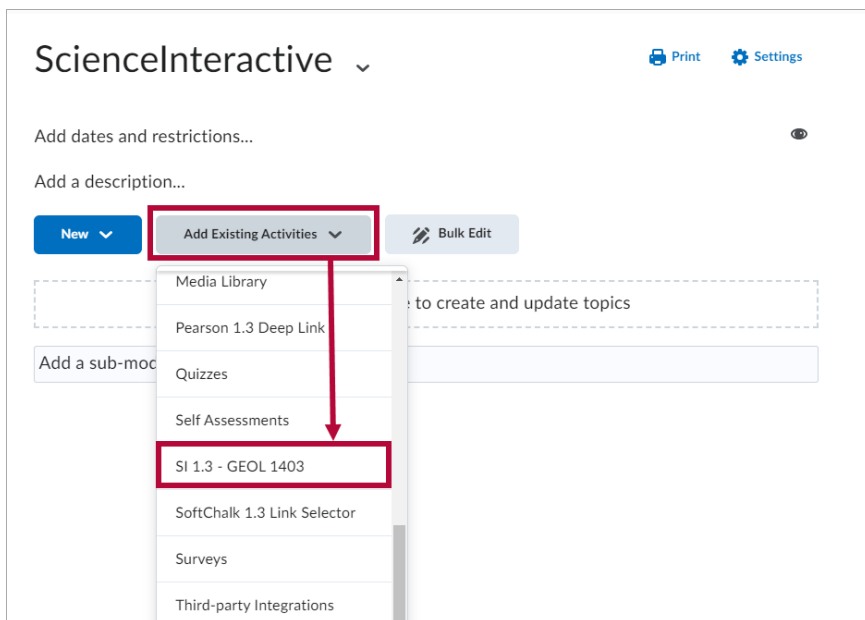 ScienceInteractive
Print
Settings
Add dates and restrictions...
Add a description...
New
Add Existing Activities
Bulk Edit
Media Library
e to create and update topics
Pearson 1.3 Deep Link
Add a sub-mod
Quizzes
Self Assessments
SI 1.3 - GEOL 1403
SoftChalk 1.3 Link Selector
Surveys
Third-party Integrations